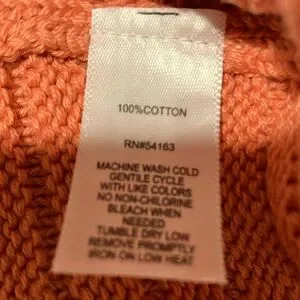 100%COTTON
RN#54163
MACHINE WASH COLD
GENTILE CYCLE
WITH LIKE COLORS
NO NON-CHLORINE
BLEACH WHEN
NEEDED
TUMBLE DRY LOW
REMOVE PROMPTLY
IRON ON LOW HEAT